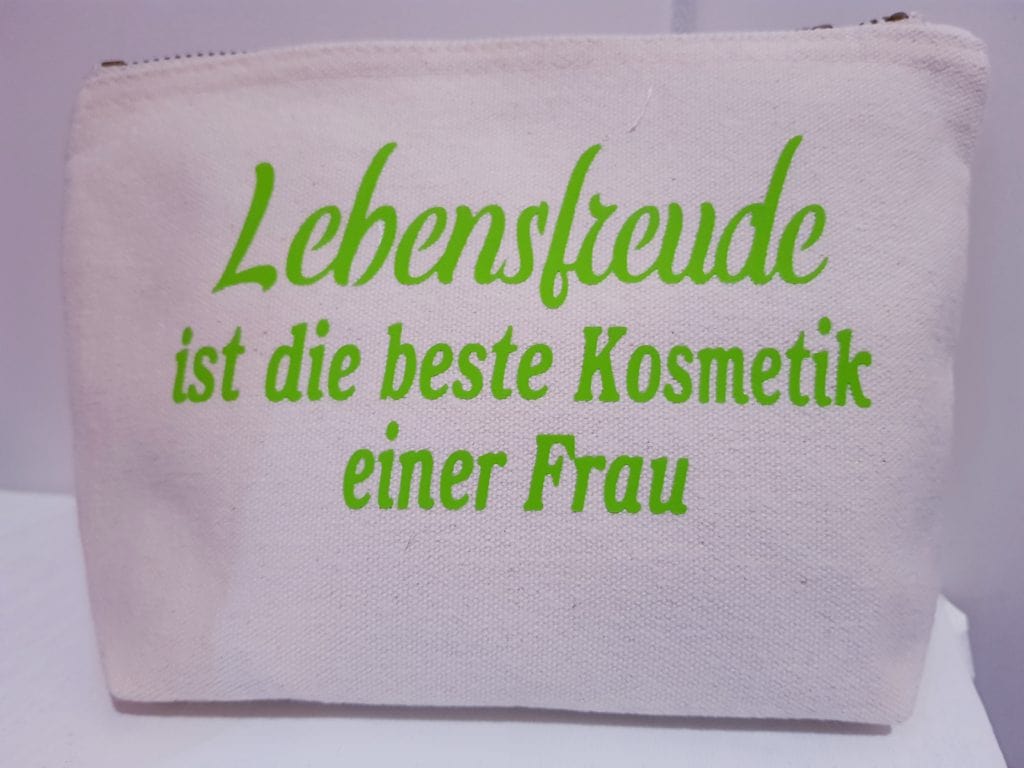 Lebensfreude
ist die beste Kosmetik
einer Frau